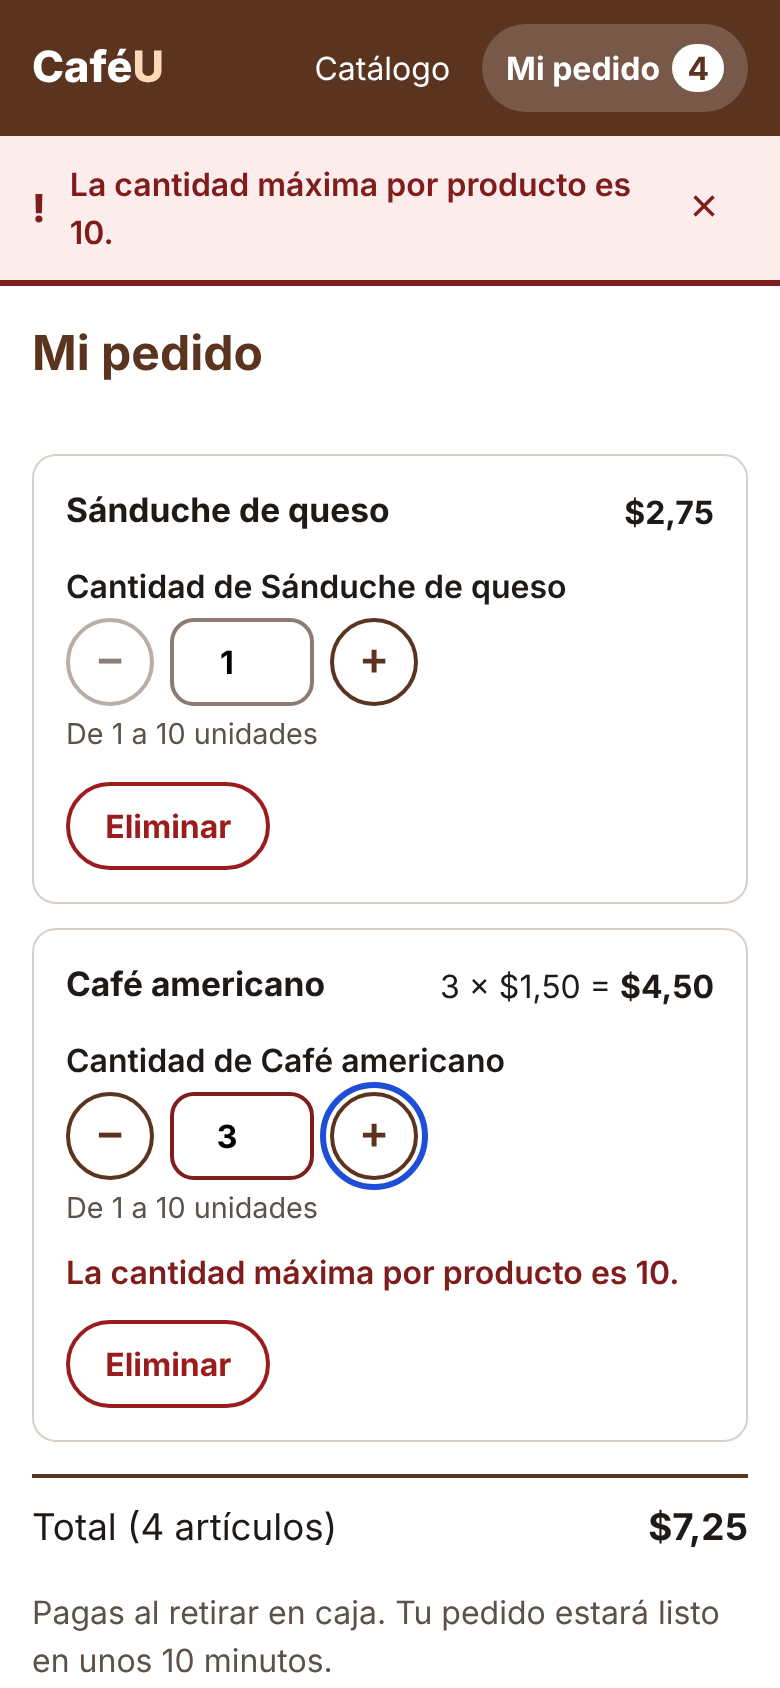 CaféU
Catálogo
Mi pedido 4
! La cantidad máxima por producto es ×
10.
Mi pedido
Sánduche de queso $2,75
Cantidad de Sánduche de queso
− 1 +
De 1 a 10 unidades
Eliminar
Café americano 3 × $1,50 = $4,50
Cantidad de Café americano
− 3 +
De 1 a 10 unidades
La cantidad máxima por producto es 10.
Eliminar
Total (4 artículos) $7,25
Pagas al retirar en caja. Tu pedido estará listo
en unos 10 minutos.